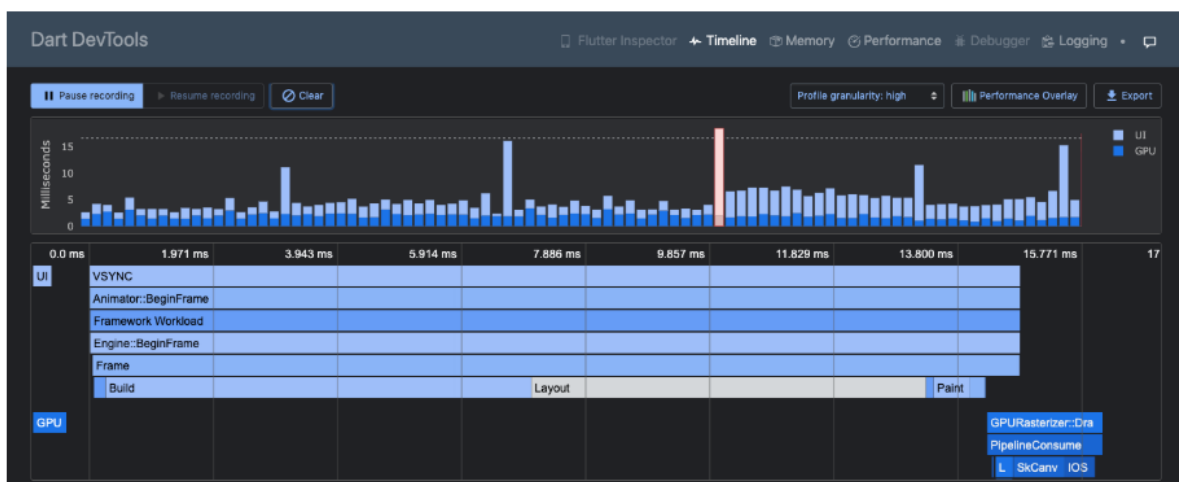 Dart DevTools Flutter Inspector Timeline Memory Performance Debugger Logging
Pause recording Resume recording Clear Profile granularity: high Performance Overlay Export
Milliseconds
15
10
5
0
UI
GPU
0.0 ms 1.971 ms 3.943 ms 5.914 ms 7.886 ms 9.857 ms 11.829 ms 13.800 ms 15.771 ms 17
UI VSYNC
Animator::BeginFrame
Framework Workload
Engine::BeginFrame
Frame
Build Layout Paint
GPU GPURasterizer::Dra
PipelineConsume
L SkCanv IOS